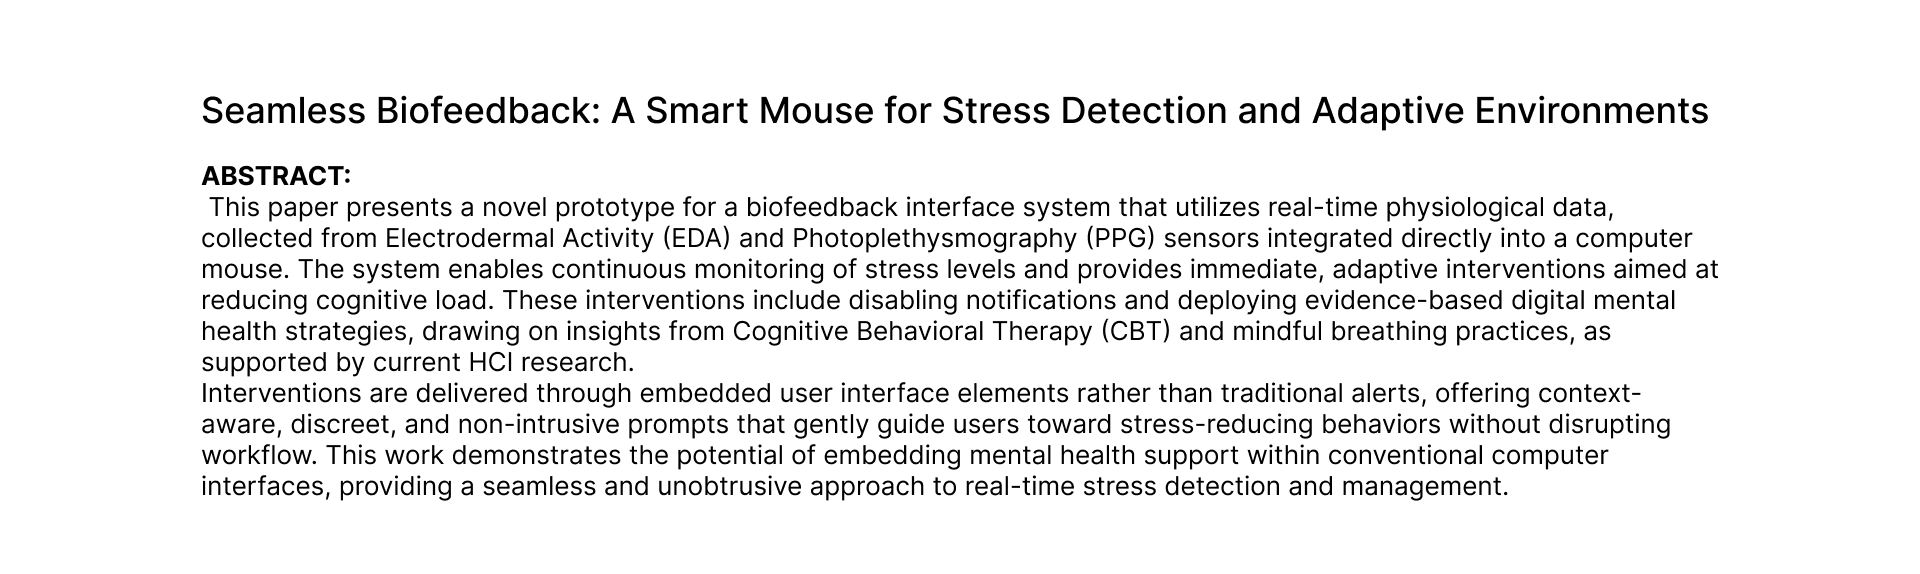 Seamless Biofeedback: A Smart Mouse for Stress Detection and Adaptive Environments
ABSTRACT:
This paper presents a novel prototype for a biofeedback interface system that utilizes real-time physiological data,
collected from Electrodermal Activity (EDA) and Photoplethysmography (PPG) sensors integrated directly into a computer
mouse. The system enables continuous monitoring of stress levels and provides immediate, adaptive interventions aimed at
reducing cognitive load. These interventions include disabling notifications and deploying evidence-based digital mental
health strategies, drawing on insights from Cognitive Behavioral Therapy (CBT) and mindful breathing practices, as
supported by current HCI research.
Interventions are delivered through embedded user interface elements rather than traditional alerts, offering context-
aware, discreet, and non-intrusive prompts that gently guide users toward stress-reducing behaviors without disrupting
workflow. This work demonstrates the potential of embedding mental health support within conventional computer
interfaces, providing a seamless and unobtrusive approach to real-time stress detection and management.